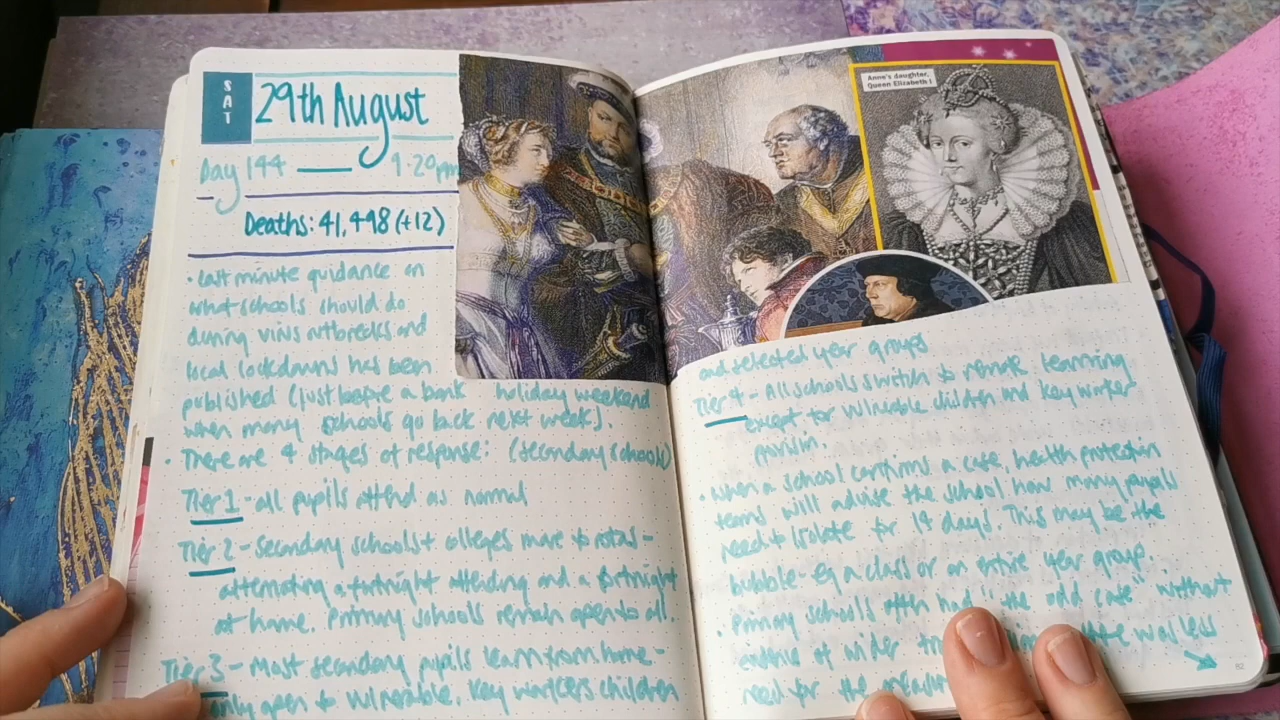 SAT
29th August
Day 144 — 9.20pm
Deaths: 41,498 (+12)
• Last minute guidance on
what schools should do
during virus outbreaks and
local lockdowns has been
published (just before a bank holiday weekend
when many schools go back next week).
• There are 4 stages of response: (secondary schools)
Tier 1 - all pupils attend as normal
Tier 2 - Secondary schools + colleges move to rotas -
alternating a fortnight attending and a fortnight
at home. Primary schools remain open to all.
Tier 3 - Most secondary pupils learn from home -
only open to vulnerable, key workers children
Anne's daughter,
Queen Elizabeth I
and selected year groups
Tier 4 - All schools switch to remote learning
except for vulnerable children and key worker
provision.
• When a school confirms a case, health protection
teams will advise the school how many pupils
need to isolate for 14 days. This may be the
bubble - eg a class or an entire year group.
• Primary schools often had "the odd case" without
of wider
was less
need for the
82